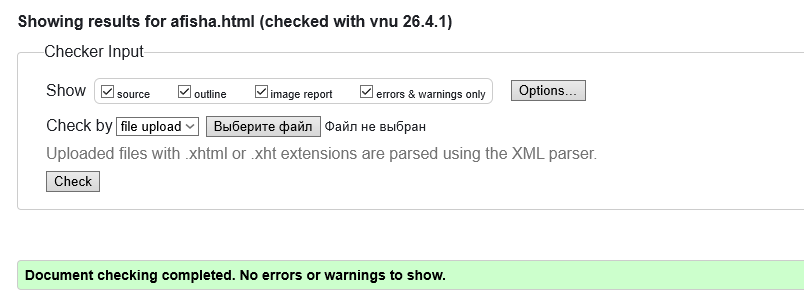 Showing results for afisha.html (checked with vnu 26.4.1)
Checker Input
Show source outline image report errors & warnings only Options...
Check by file upload Выберите файл Файл не выбран
Uploaded files with .xhtml or .xht extensions are parsed using the XML parser.
Check
Document checking completed. No errors or warnings to show.